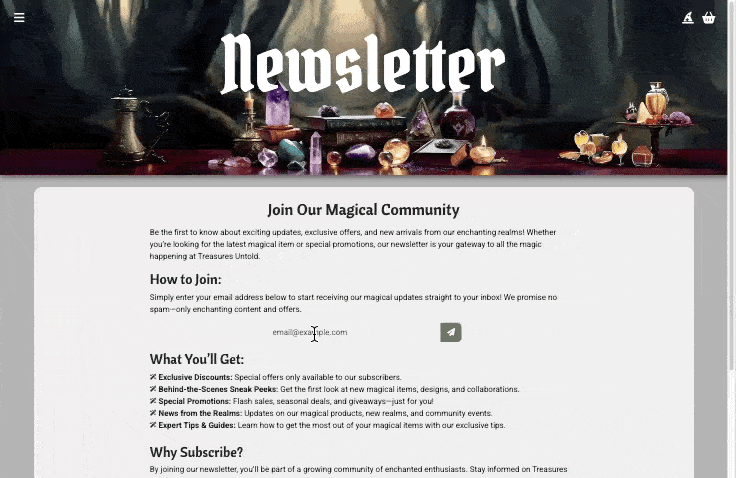 Newsletter
Join Our Magical Community
Be the first to know about exciting updates, exclusive offers, and new arrivals from our enchanting realms! Whether
you're looking for the latest magical item or special promotions, our newsletter is your gateway to all the magic
happening at Treasures Untold.
How to Join:
Simply enter your email address below to start receiving our magical updates straight to your inbox! We promise no
spam—only enchanting content and offers.
email@example.com
What You'll Get:
Exclusive Discounts: Special offers only available to our subscribers.
Behind-the-Scenes Sneak Peeks: Get the first look at new magical items, designs, and collaborations.
Special Promotions: Flash sales, seasonal deals, and giveaways—just for you!
News from the Realms: Updates on our magical products, new realms, and community events.
Expert Tips & Guides: Learn how to get the most out of your magical items with our exclusive tips.
Why Subscribe?
By joining our newsletter, you'll be part of a growing community of enchanted enthusiasts. Stay informed on Treasures